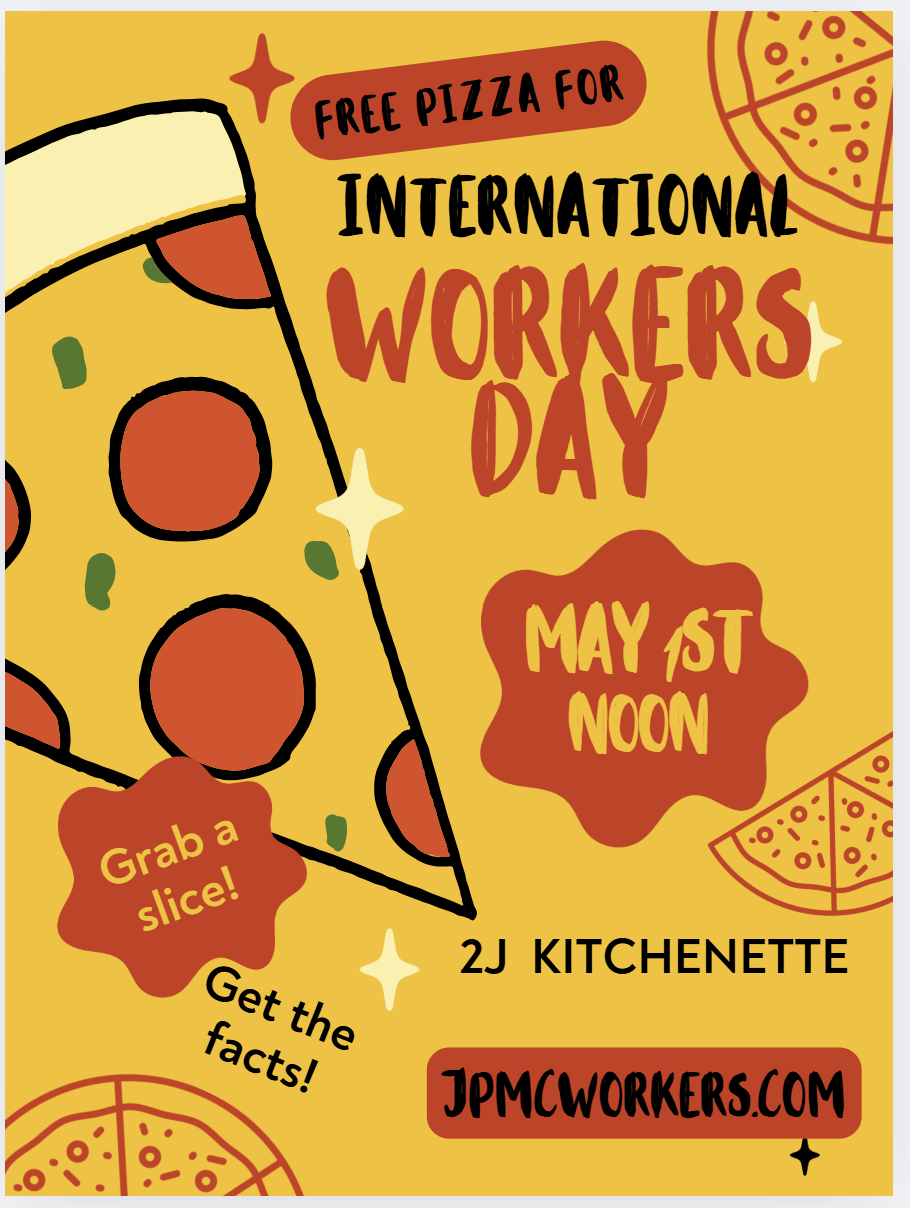 FREE PIZZA FOR
INTERNATIONAL
WORKERS
DAY
MAY 1ST
NOON
Grab a
slice!
2J KITCHENETTE
Get the
facts!
JPMCWORKERS.COM